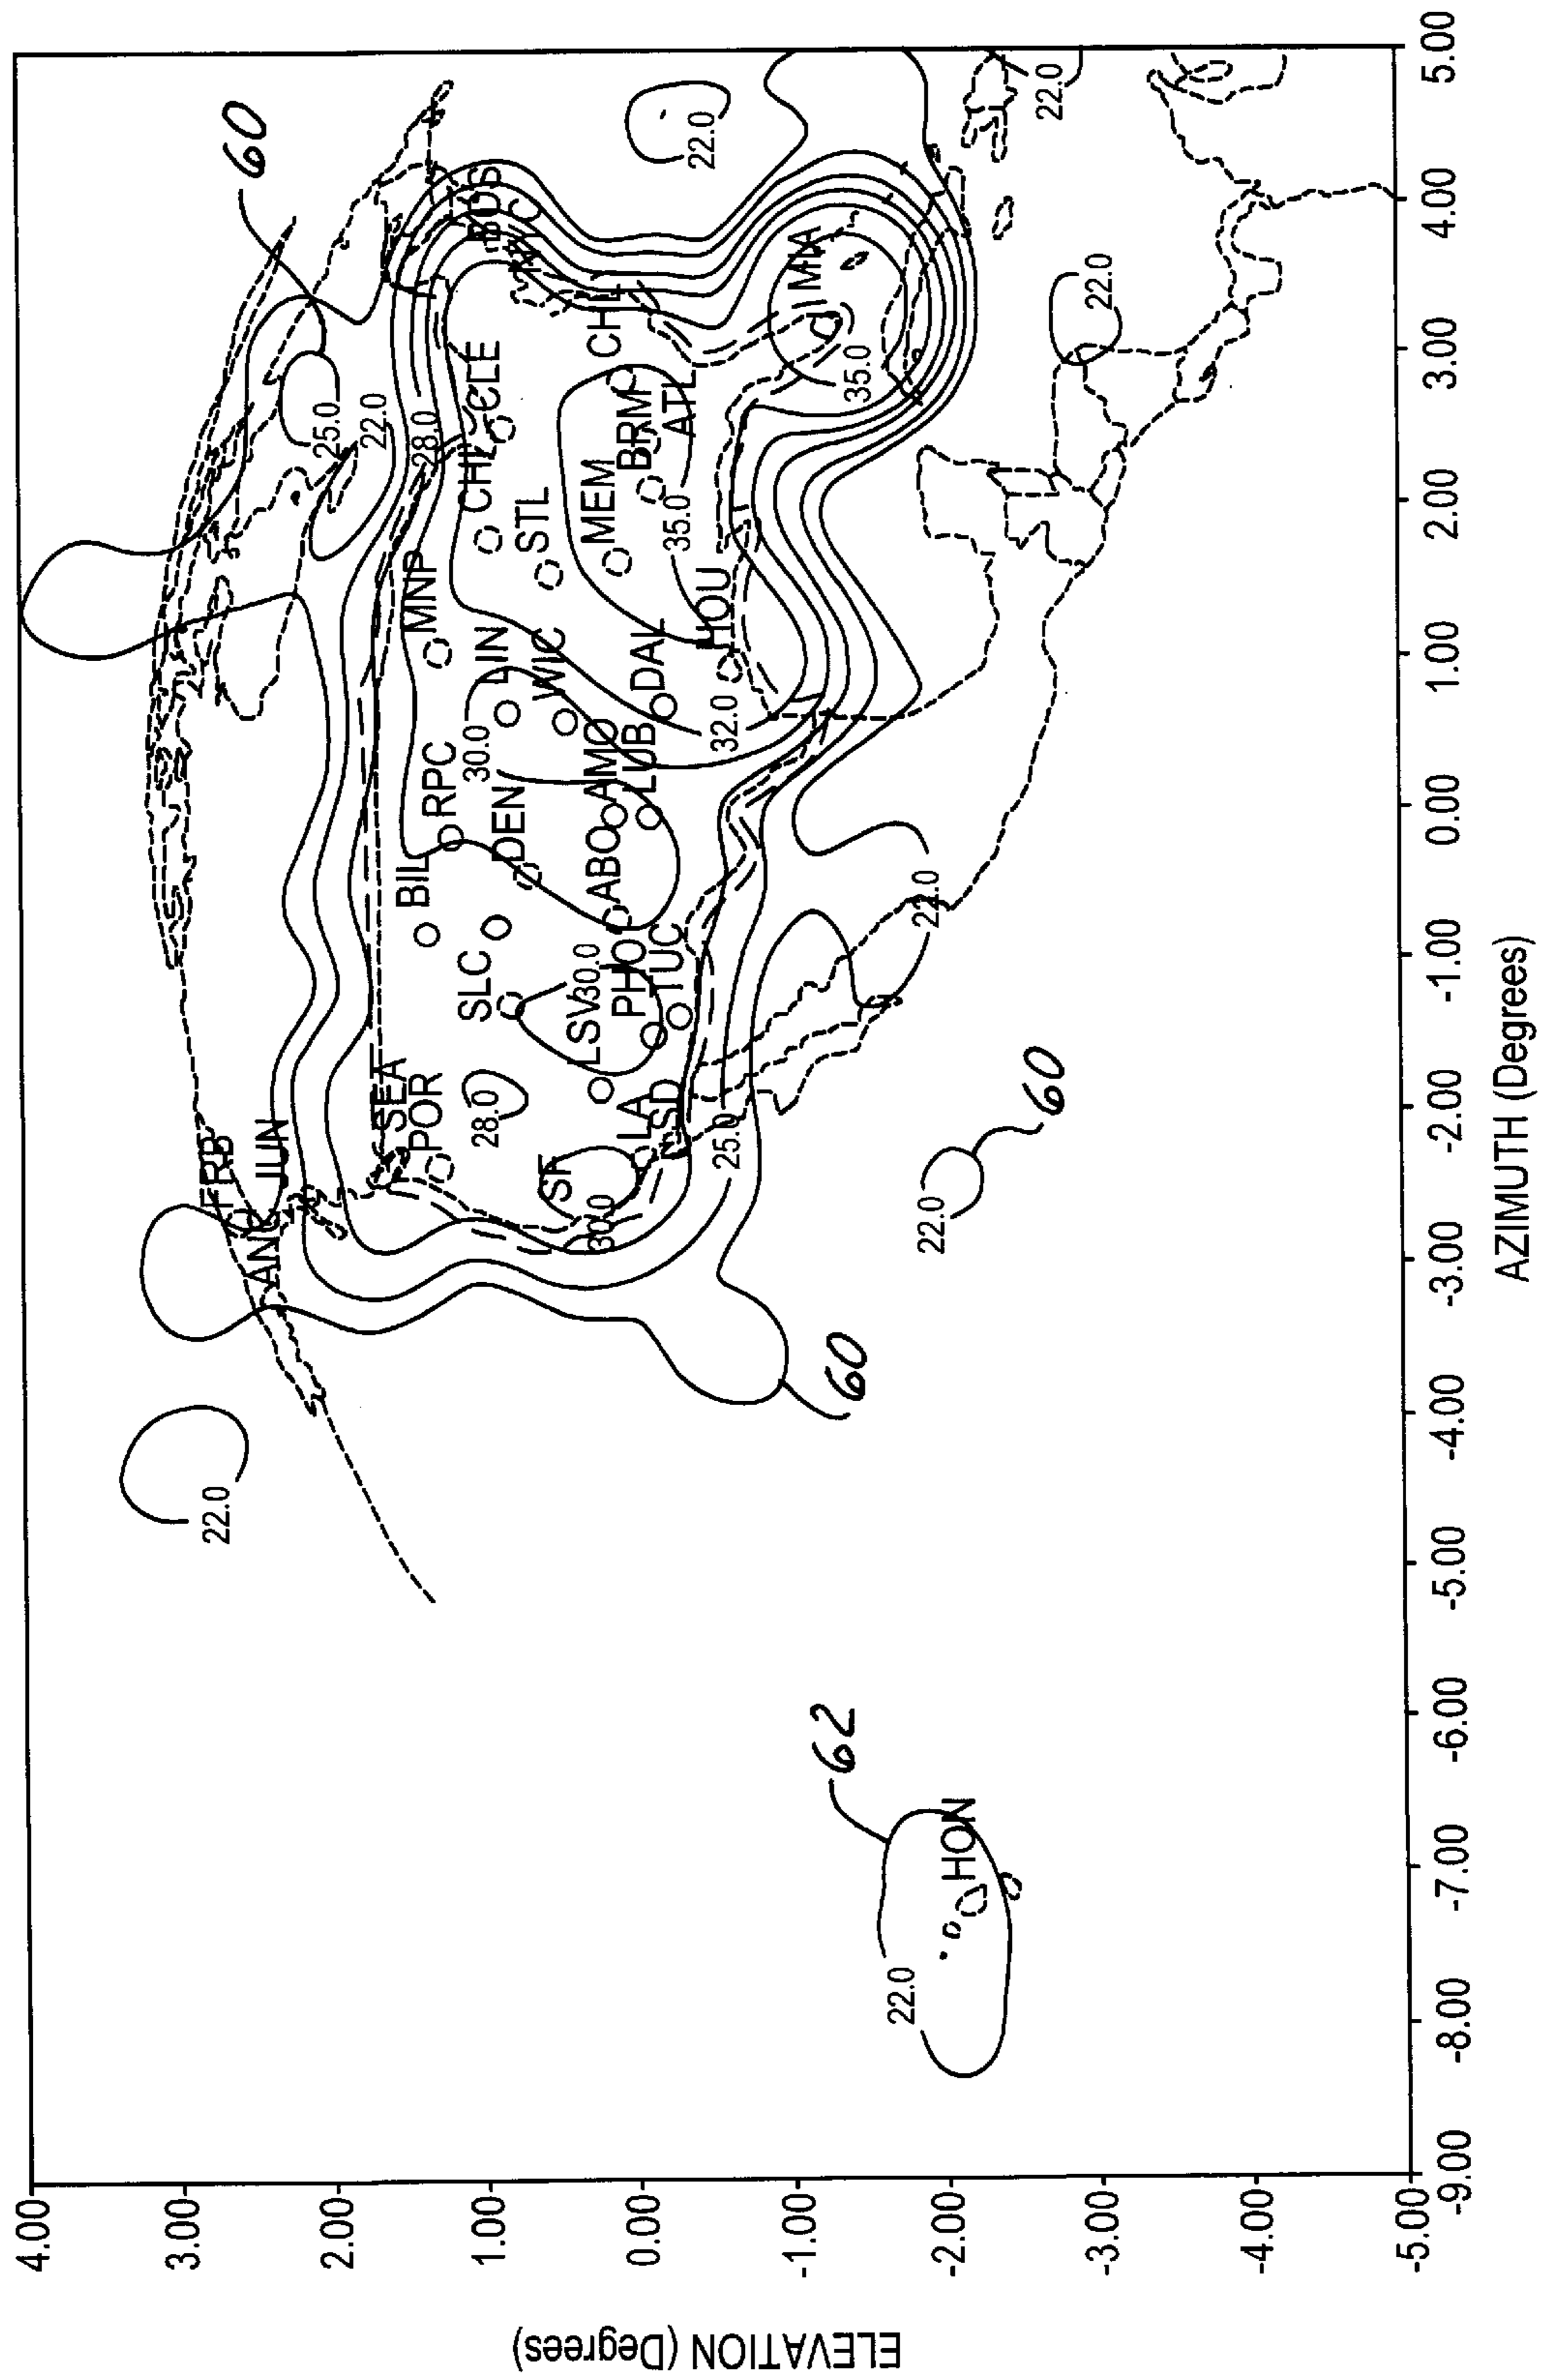 ELEVATION (Degrees)
4.00
3.00
2.00
1.00
0.00
-1.00
-2.00
-3.00
-4.00
-5.00
-9.00
-8.00
-7.00
-6.00
-5.00
-4.00
-3.00
-2.00
-1.00
0.00
1.00
2.00
3.00
4.00
5.00
AZIMUTH (Degrees)
60
60
60
62
22.0
HON
22.0
22.0
FRB
JUN
ANC
SEA
POR
28.0
SF
30.0
LA
SD
25.0
SLC
LSV
30.0
PHO
TUC
BIL
RPC
DEN
30.0
ABO
AMO
LUB
22.0
MNP
LIN
WIC
DAL
32.0
HOU
25.0
22.0
28.0
CHI
CLE
STL
MEM
BRM
ATL
35.0
CHL
BOS
MIA
35.0
22.0
22.0
22.0